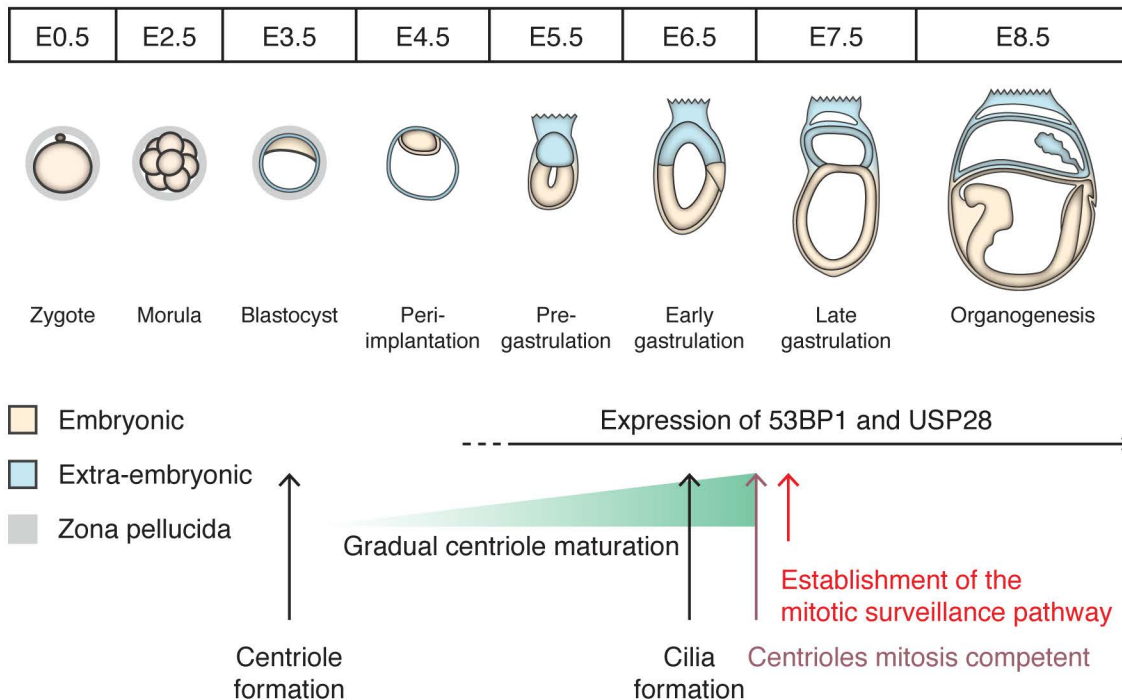 E0.5 E2.5 E3.5 E4.5 E5.5 E6.5 E7.5 E8.5
Zygote Morula Blastocyst Peri- Pre- Early Late Organogenesis
implantation gastrulation gastrulation gastrulation
Embryonic
Extra-embryonic
Zona pellucida
Expression of 53BP1 and USP28
Gradual centriole maturation
Establishment of the
mitotic surveillance pathway
Centriole
formation
Cilia
formation
Centrioles mitosis competent